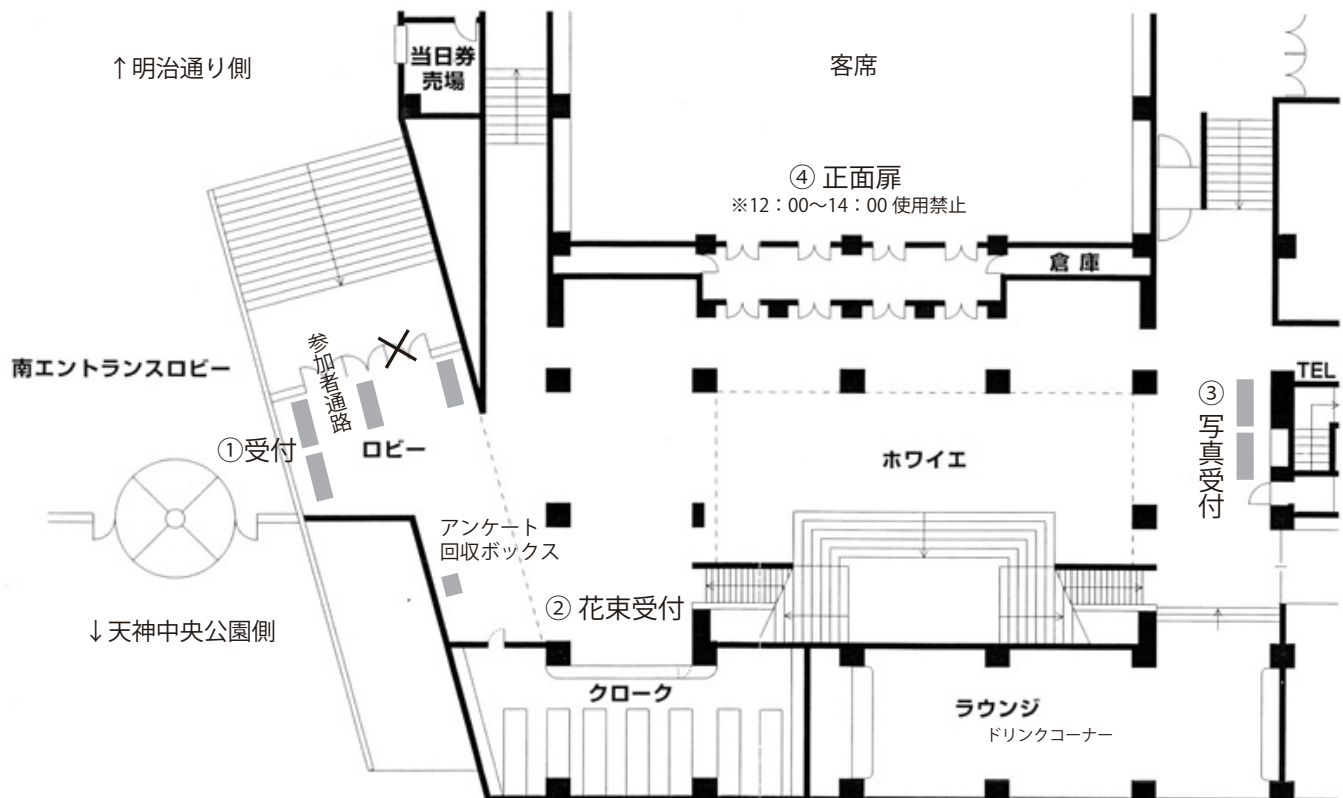 ↑明治通り側
当日券
売場
客席
④ 正面扉
※12：00～14：00 使用禁止
倉庫
南エントランスロビー
参加者通路
①受付
ロビー
ホワイエ
TEL
③写真受付
アンケート
回収ボックス
② 花束受付
↓天神中央公園側
クローク
ラウンジ
ドリンクコーナー